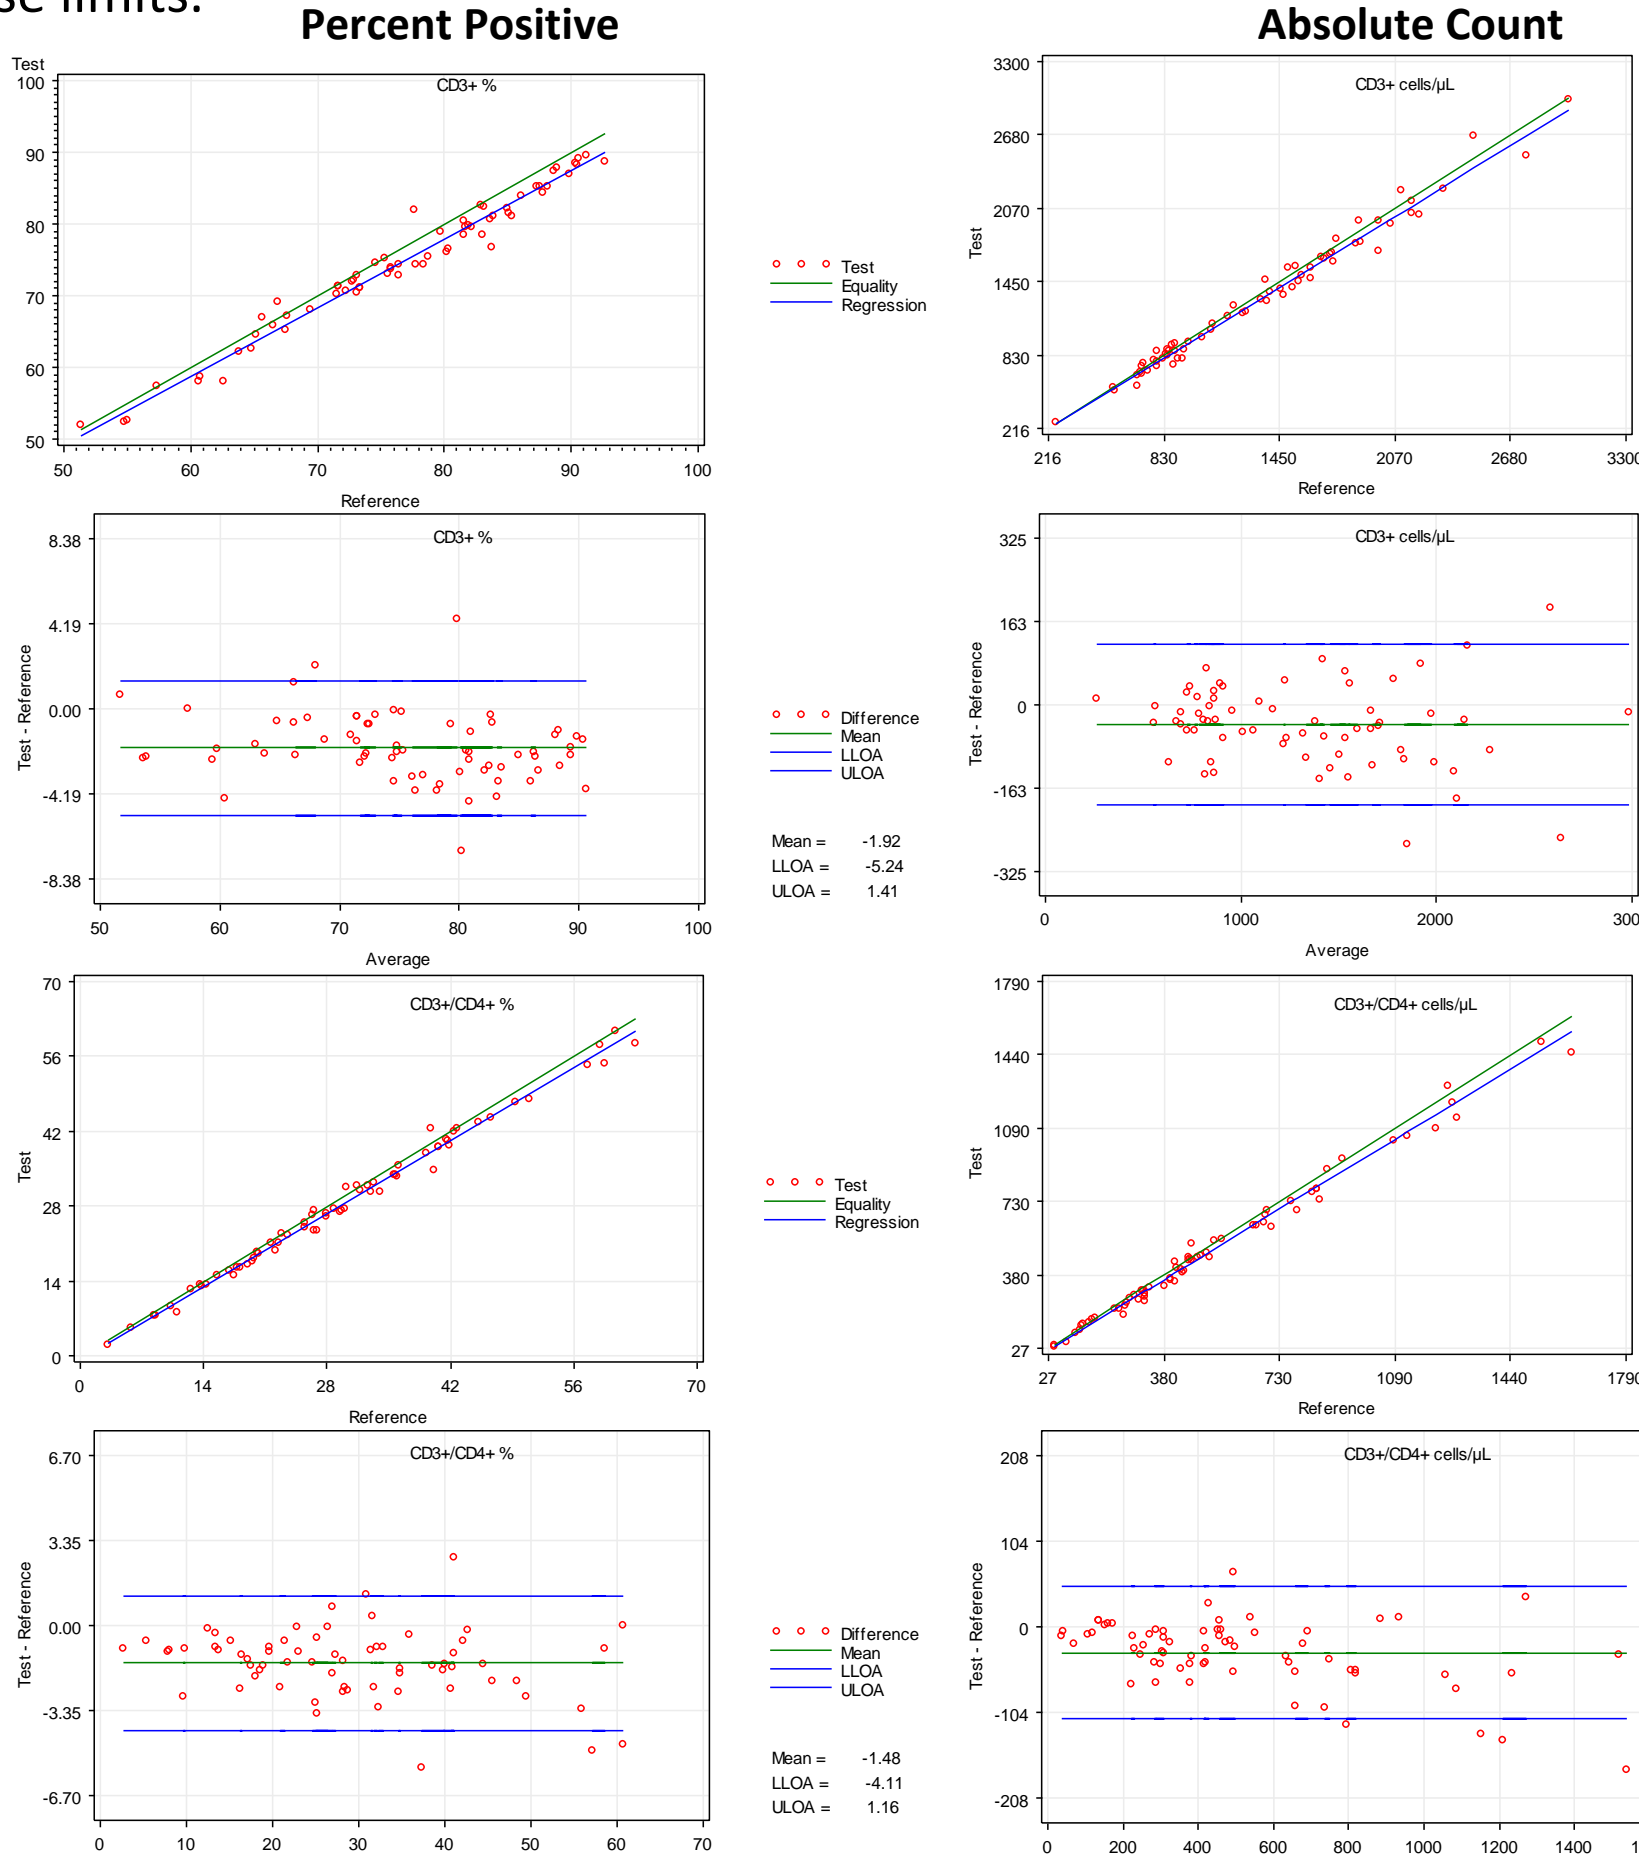 se limits.
Percent Positive
Absolute Count
Test
CD3+ %
100
90
80
70
60
50
50 60 70 80 90 100
Reference
Test
Equality
Regression
CD3+ cells/µL
Test
3300
2680
2070
1450
830
216
216 830 1450 2070 2680 3300
Reference
CD3+ %
Test - Reference
8.38
4.19
0.00
-4.19
-8.38
50 60 70 80 90 100
Average
Difference
Mean
LLOA
ULOA
Mean = -1.92
LLOA = -5.24
ULOA = 1.41
CD3+ cells/µL
Test - Reference
325
163
0
-163
-325
0 1000 2000 300
Average
CD3+/CD4+ %
Test
70
56
42
28
14
0
0 14 28 42 56 70
Reference
Test
Equality
Regression
CD3+/CD4+ cells/µL
Test
1790
1440
1090
730
380
27
27 380 730 1090 1440 1790
Reference
CD3+/CD4+ %
Test - Reference
6.70
3.35
0.00
-3.35
-6.70
0 10 20 30 40 50 60 70
Difference
Mean
LLOA
ULOA
Mean = -1.48
LLOA = -4.11
ULOA = 1.16
CD3+/CD4+ cells/µL
Test - Reference
208
104
0
-104
-208
0 200 400 600 800 1000 1200 1400 1